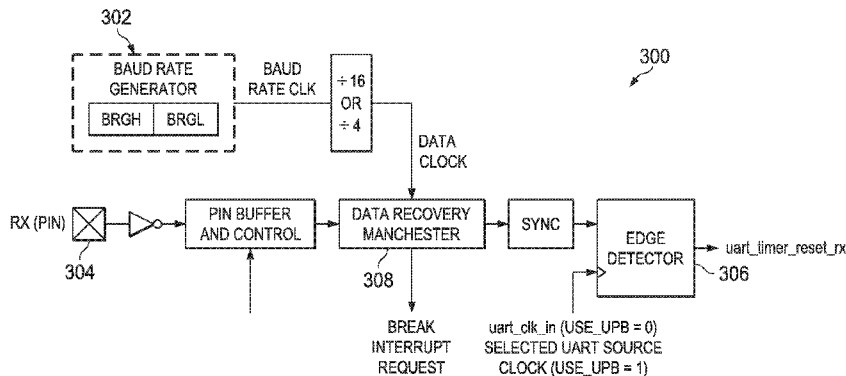 302
300
BAUD RATE
GENERATOR
BRGH
BRGL
BAUD
RATE CLK
÷ 16
OR
÷ 4
DATA
CLOCK
RX (PIN)
304
PIN BUFFER
AND CONTROL
DATA RECOVERY
MANCHESTER
308
SYNC
EDGE
DETECTOR
306
uart_timer_reset_rx
BREAK
INTERRUPT
REQUEST
uart_clk_in (USE_UPB = 0)
SELECTED UART SOURCE
CLOCK (USE_UPB = 1)